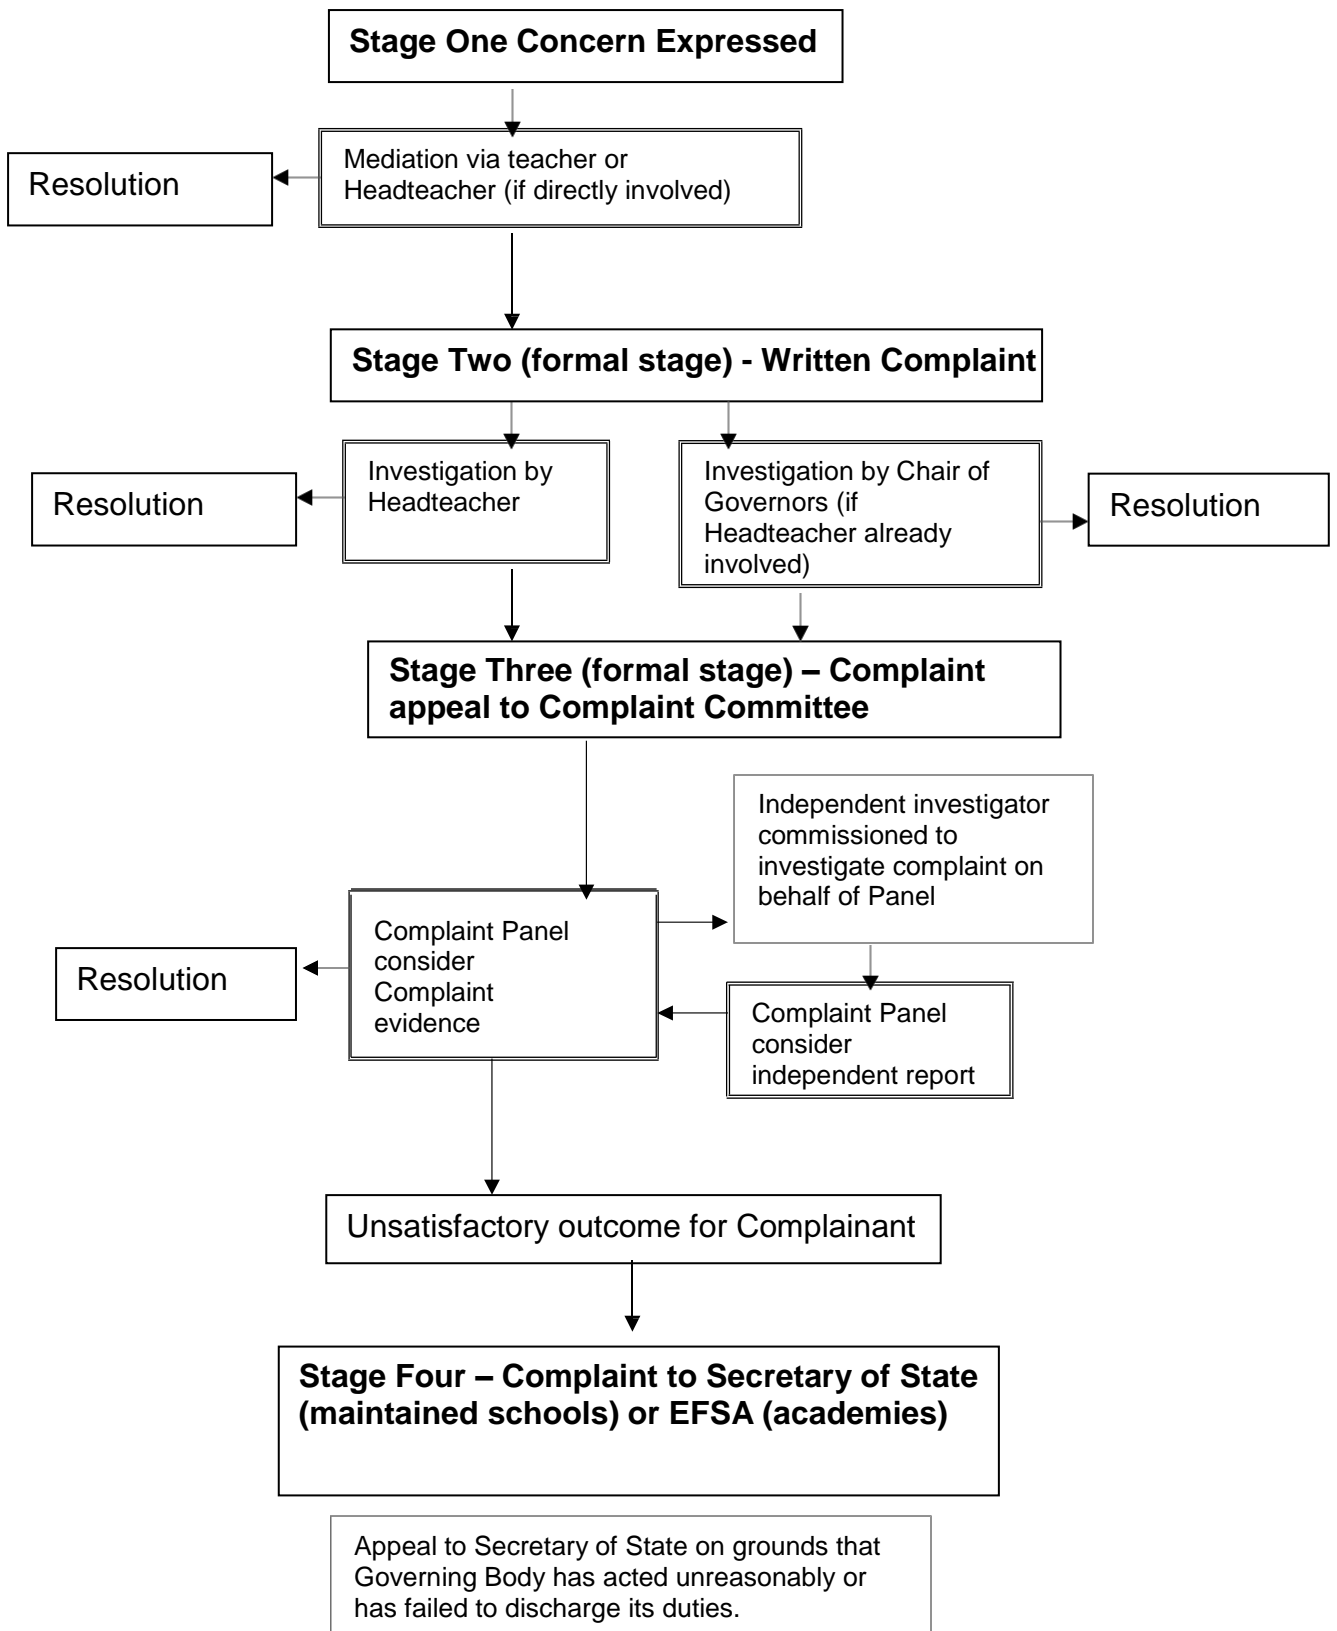 Stage One Concern Expressed
Mediation via teacher or
Headteacher (if directly involved)
Resolution
Stage Two (formal stage) - Written Complaint
Resolution
Investigation by
Headteacher
Investigation by Chair of
Governors (if
Headteacher already
involved)
Resolution
Stage Three (formal stage) – Complaint
appeal to Complaint Committee
Independent investigator
commissioned to
investigate complaint on
behalf of Panel
Complaint Panel
consider
Complaint
evidence
Resolution
Complaint Panel
consider
independent report
Unsatisfactory outcome for Complainant
Stage Four – Complaint to Secretary of State
(maintained schools) or EFSA (academies)
Appeal to Secretary of State on grounds that
Governing Body has acted unreasonably or
has failed to discharge its duties.